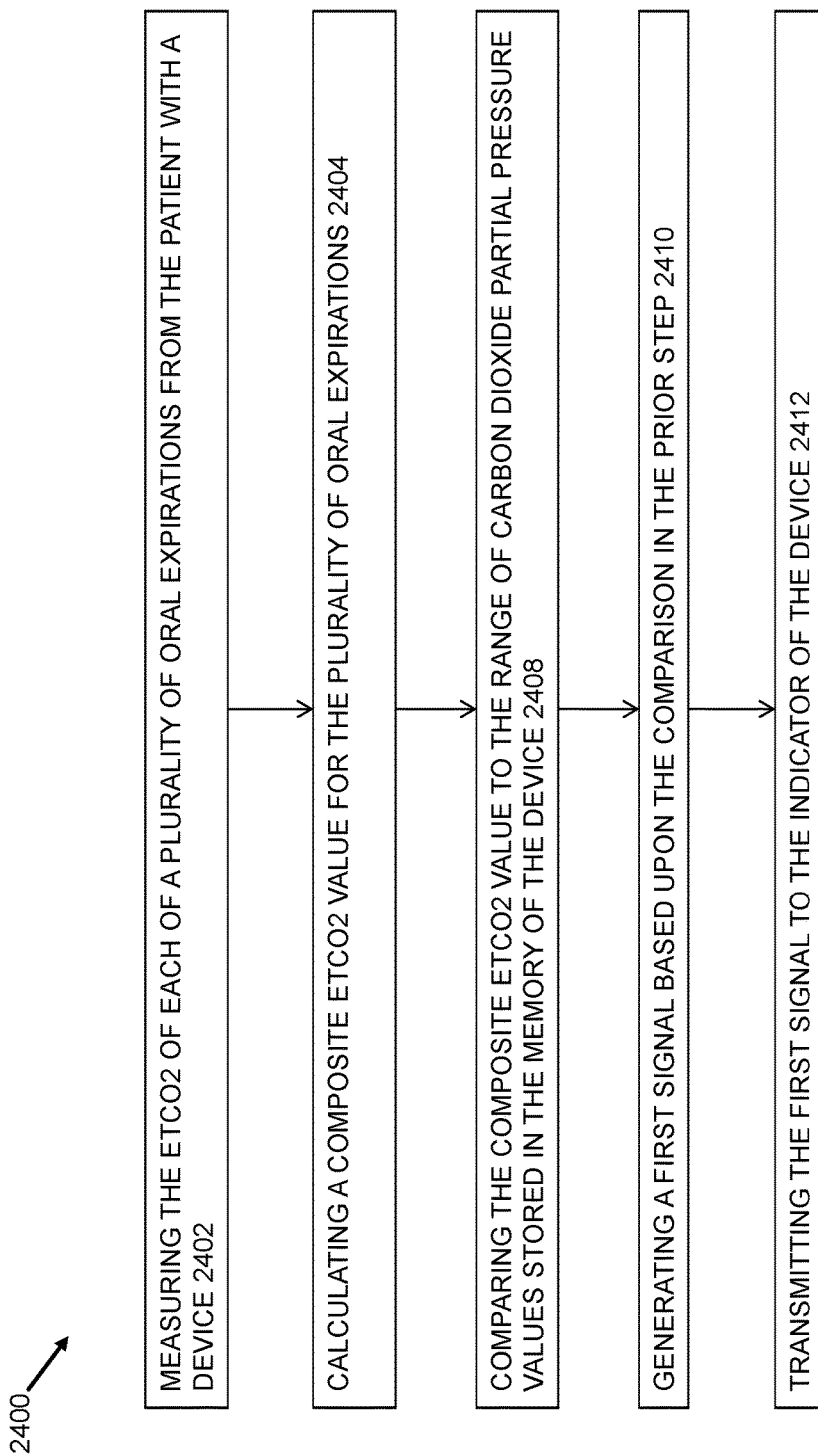 2400
MEASURING THE ETCO2 OF EACH OF A PLURALITY OF ORAL EXPIRATIONS FROM THE PATIENT WITH A
DEVICE 2402
CALCULATING A COMPOSITE ETCO2 VALUE FOR THE PLURALITY OF ORAL EXPIRATIONS 2404
COMPARING THE COMPOSITE ETCO2 VALUE TO THE RANGE OF CARBON DIOXIDE PARTIAL PRESSURE
VALUES STORED IN THE MEMORY OF THE DEVICE 2408
GENERATING A FIRST SIGNAL BASED UPON THE COMPARISON IN THE PRIOR STEP 2410
TRANSMITTING THE FIRST SIGNAL TO THE INDICATOR OF THE DEVICE 2412